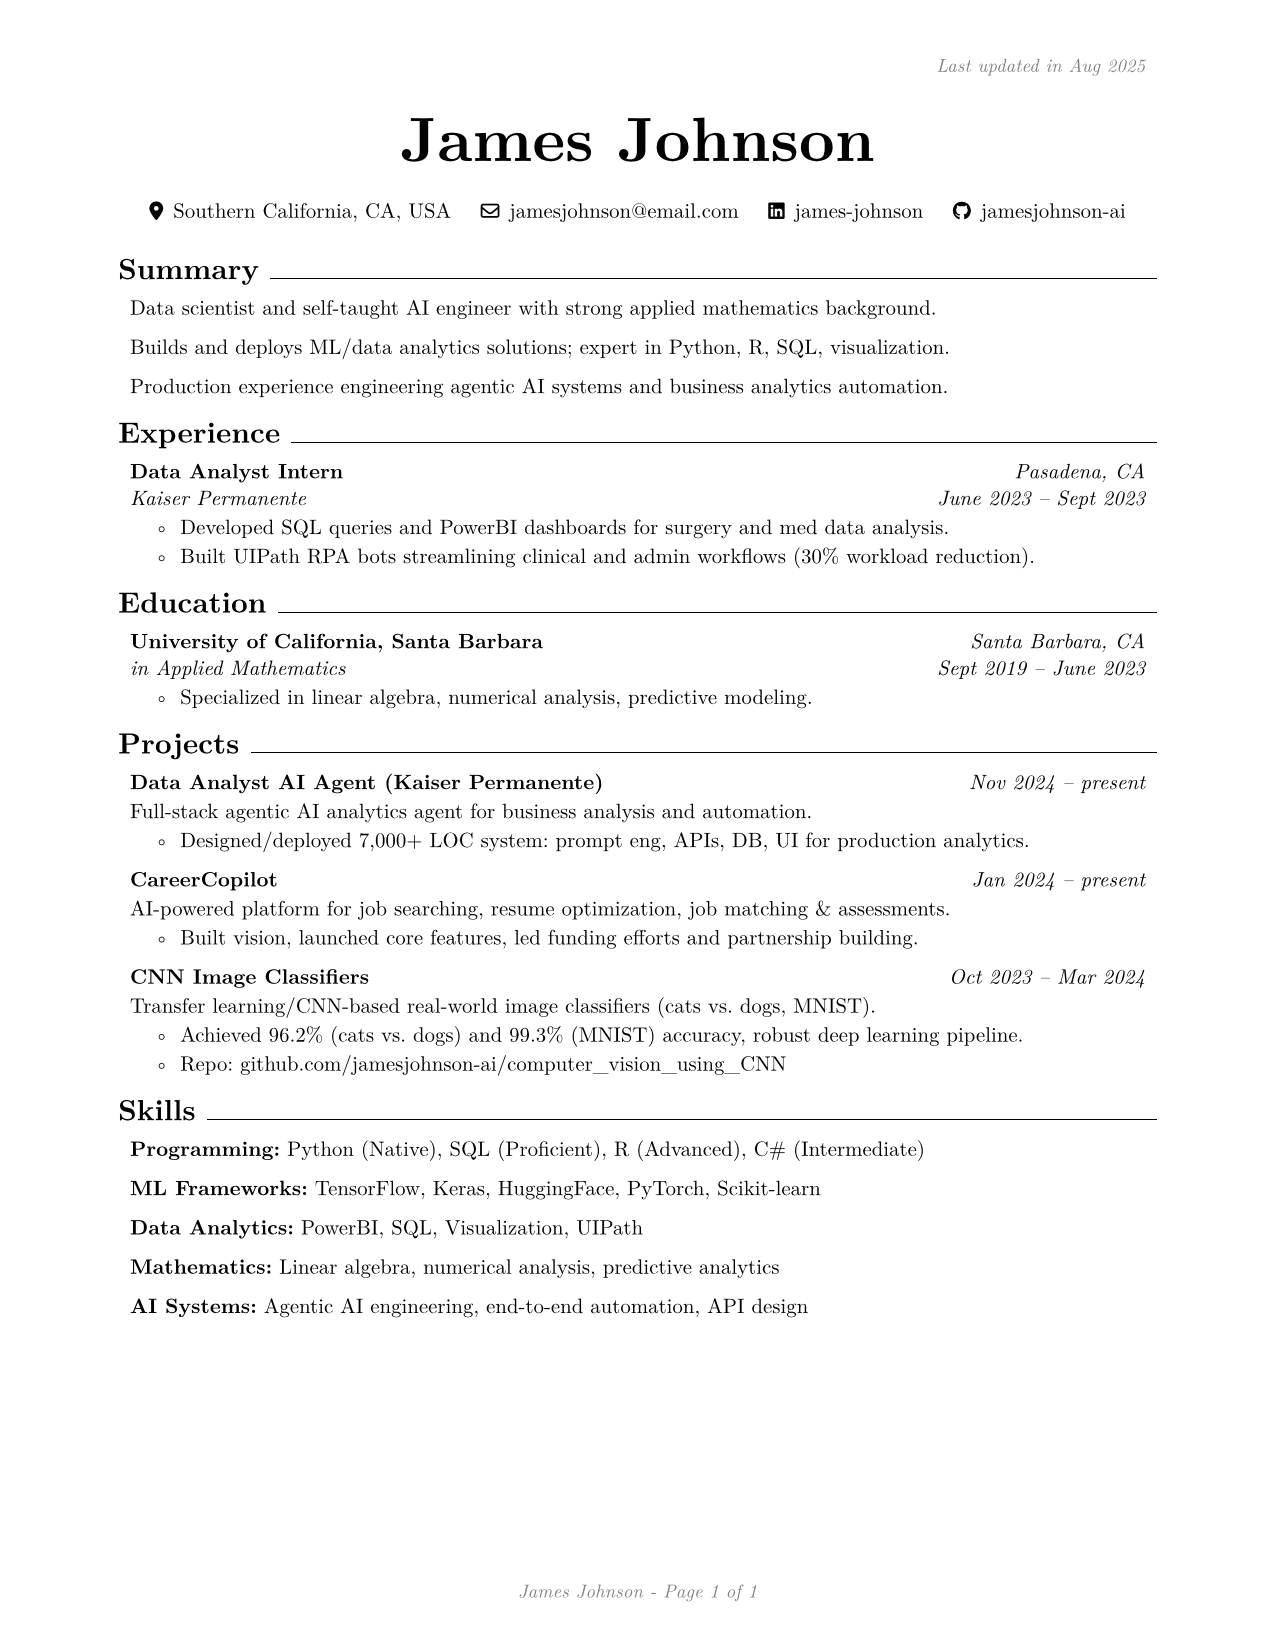 Last updated in Aug 2025
James Johnson
Southern California, CA, USA jamesjohnson@email.com james-johnson jamesjohnson-ai
Summary
Data scientist and self-taught AI engineer with strong applied mathematics background.
Builds and deploys ML/data analytics solutions; expert in Python, R, SQL, visualization.
Production experience engineering agentic AI systems and business analytics automation.
Experience
Data Analyst Intern Pasadena, CA
Kaiser Permanente June 2023 – Sept 2023
◦ Developed SQL queries and PowerBI dashboards for surgery and med data analysis.
◦ Built UIPath RPA bots streamlining clinical and admin workflows (30% workload reduction).
Education
University of California, Santa Barbara Santa Barbara, CA
in Applied Mathematics Sept 2019 – June 2023
◦ Specialized in linear algebra, numerical analysis, predictive modeling.
Projects
Data Analyst AI Agent (Kaiser Permanente) Nov 2024 – present
Full-stack agentic AI analytics agent for business analysis and automation.
◦ Designed/deployed 7,000+ LOC system: prompt eng, APIs, DB, UI for production analytics.
CareerCopilot Jan 2024 – present
AI-powered platform for job searching, resume optimization, job matching & assessments.
◦ Built vision, launched core features, led funding efforts and partnership building.
CNN Image Classifiers Oct 2023 – Mar 2024
Transfer learning/CNN-based real-world image classifiers (cats vs. dogs, MNIST).
◦ Achieved 96.2% (cats vs. dogs) and 99.3% (MNIST) accuracy, robust deep learning pipeline.
◦ Repo: github.com/jamesjohnson-ai/computer_vision_using_CNN
Skills
Programming: Python (Native), SQL (Proficient), R (Advanced), C# (Intermediate)
ML Frameworks: TensorFlow, Keras, HuggingFace, PyTorch, Scikit-learn
Data Analytics: PowerBI, SQL, Visualization, UIPath
Mathematics: Linear algebra, numerical analysis, predictive analytics
AI Systems: Agentic AI engineering, end-to-end automation, API design
James Johnson - Page 1 of 1